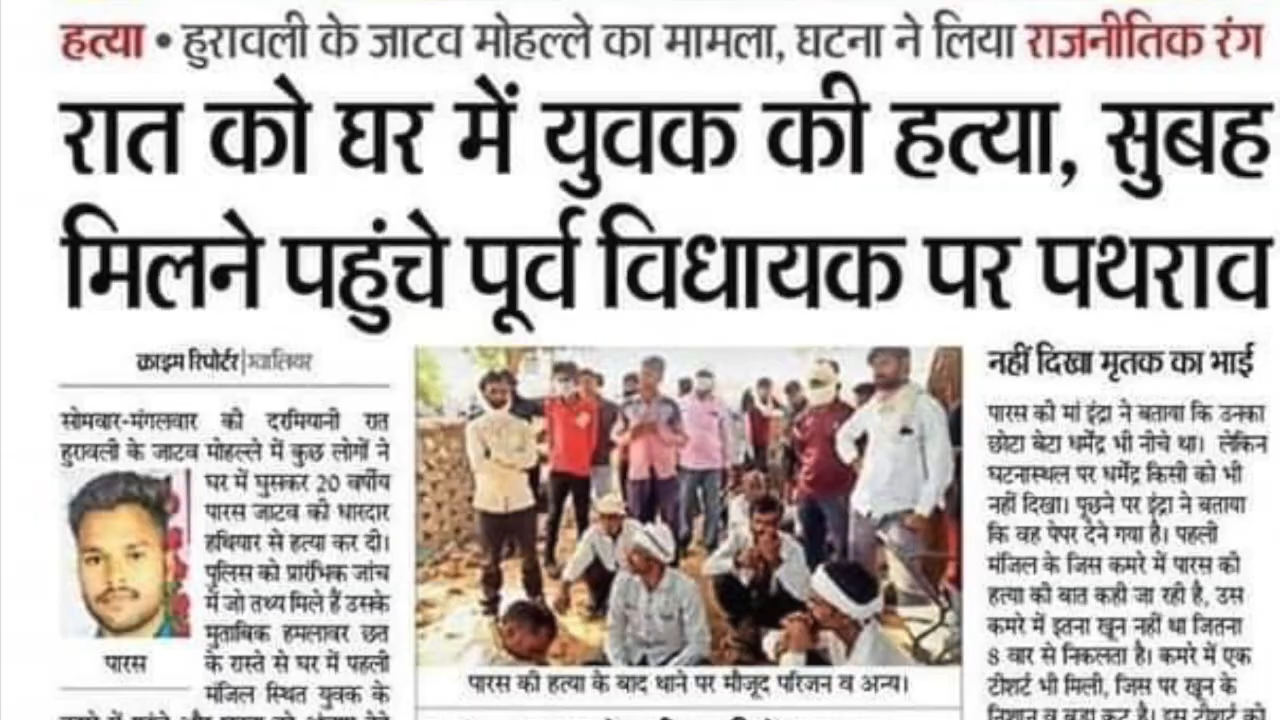 हत्या • हुरावली के जाटव मोहल्ले का मामला, घटना ने लिया राजनीतिक रंग
रात को घर में युवक की हत्या, सुबह
मिलने पहुंचे पूर्व विधायक पर पथराव
क्राइम रिपोर्टर|ग्वालियर
सोमवार-मंगलवार की दरमियानी रात
हुरावली के जाटव मोहल्ले में कुछ लोगों ने
घर में घुसकर 20 वर्षीय
पारस जाटव की धारदार
हथियार से हत्या कर दी।
पुलिस की प्रारंभिक जांच
में जो तथ्य मिले हैं उसके
मुताबिक हमलावर छत
के रास्ते से घर में पहली
मंजिल स्थित युवक के
पारस
पारस की हत्या के बाद थाने पर मौजूद परिजन व अन्य।
नहीं दिखा मृतक का भाई
पारस की मां इंद्रा ने बताया कि उनका
छोटा बेटा धर्मेंद्र भी नीचे था। लेकिन
घटनास्थल पर धर्मेंद्र किसी को भी
नहीं दिखा। पूछने पर इंद्रा ने बताया
कि वह पेपर देने गया है। पहली
मंजिल के जिस कमरे में पारस की
हत्या की बात कही जा रही है, उस
कमरे में इतना खून नहीं था जितना
8 वार से निकलता है। कमरे में एक
टीशर्ट भी मिली, जिस पर खून के
निशान व बड़ा कट है। इस टीशर्ट को